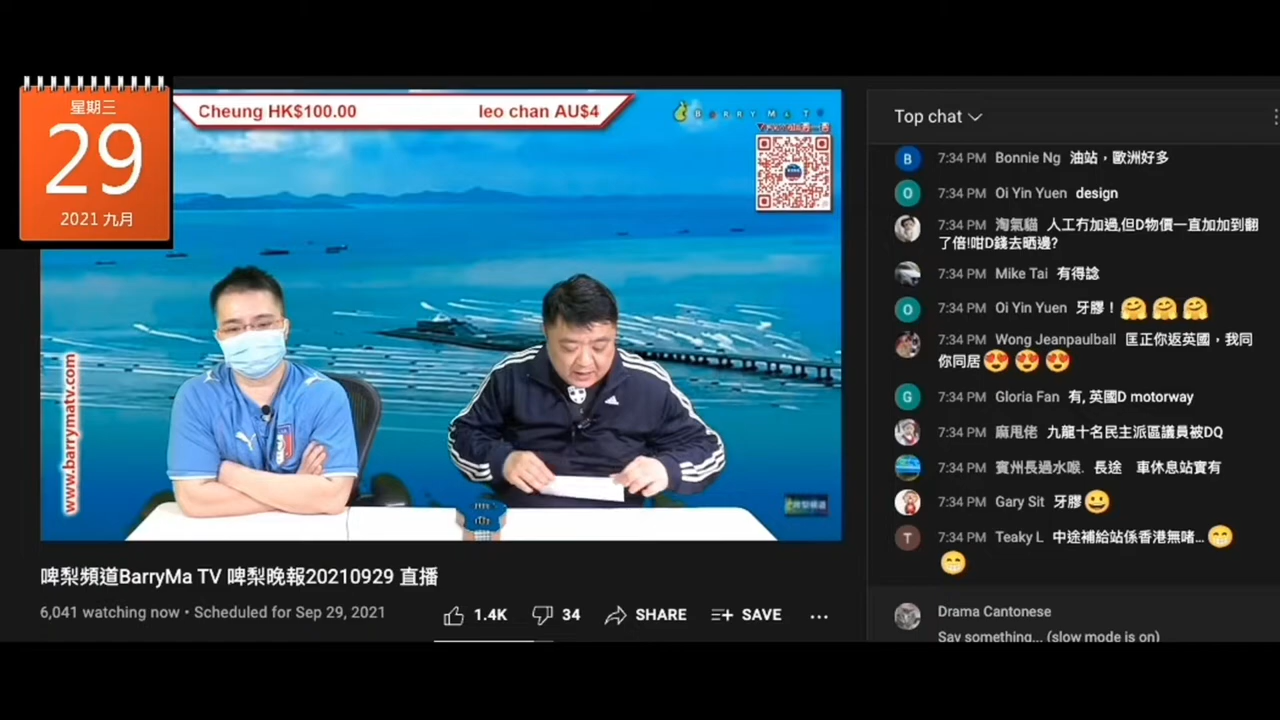 星期三
29
2021 九月
Cheung HK$100.00
leo chan AU$4
BARRY MA TV
www.barrymatv.com
啤梨頻道
啤梨頻道BarryMa TV 啤梨晚報20210929 直播
6,041 watching now • Scheduled for Sep 29, 2021
1.4K
34
SHARE
SAVE
Top chat
B 7:34 PM Bonnie Ng 油站，歐洲好多
O 7:34 PM Oi Yin Yuen design
7:34 PM 淘氣貓 人工冇加過,但D物價一直加加到翻
了倍!咁D錢去晒邊?
7:34 PM Mike Tai 有得諗
O 7:34 PM Oi Yin Yuen 牙膠！🤗🤗🤗
7:34 PM Wong Jeanpaulball 匡正你返英國，我同
你同居😍😍😍
G 7:34 PM Gloria Fan 有, 英國D motorway
7:34 PM 麻甩佬 九龍十名民主派區議員被DQ
7:34 PM 賓州長過水喉. 長途 車休息站實有
7:34 PM Gary Sit 牙膠😀
T 7:34 PM Teaky L 中途補給站係香港無啫...😁
😁
Drama Cantonese
Say something... (slow mode is on)